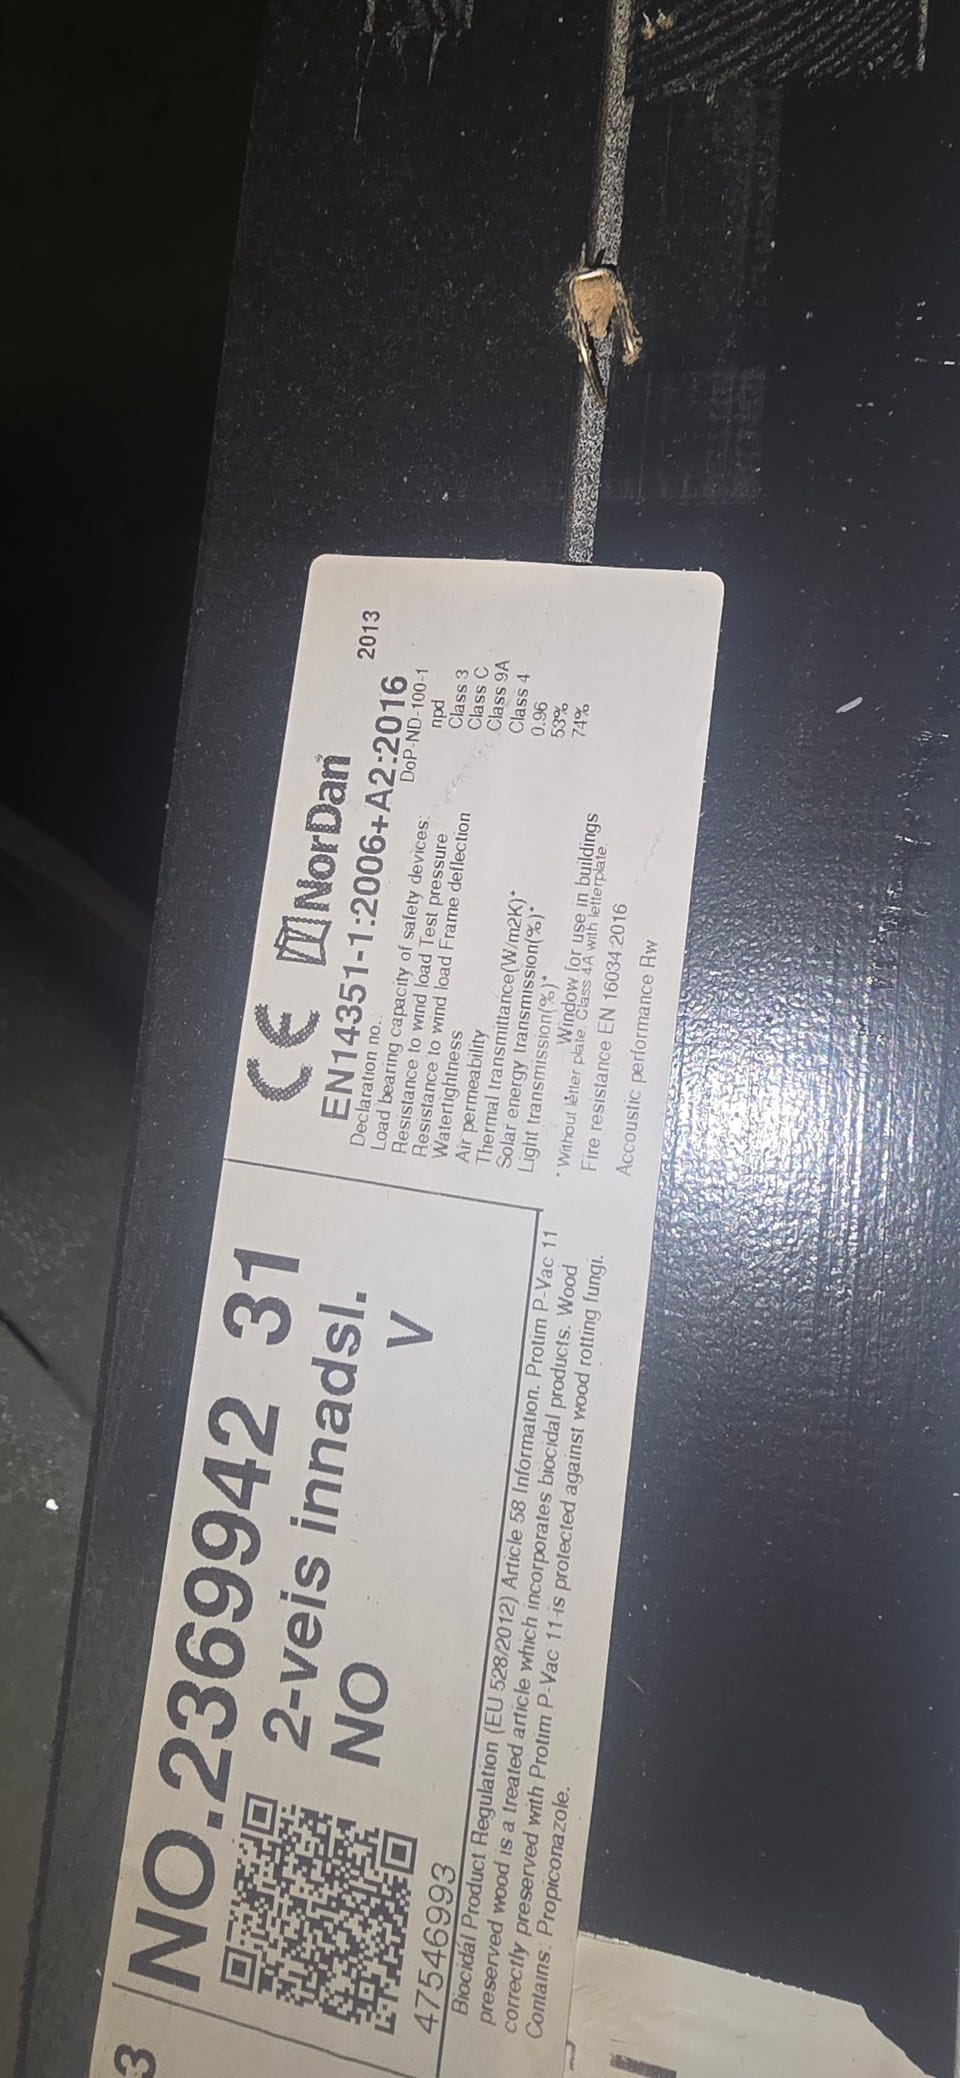 3
NO.2369942 31
2-veis innadsl.
NO V
47546993
Biocidal Product Regulation (EU 528/2012) Article 58 Information. Protim P-Vac 11
preserved wood is a treated article which incorporates biocidal products. Wood
correctly preserved with Protim P-Vac 11 is protected against wood rotting fungi.
Contains: Propiconazole.
CE NorDan
EN14351-1:2006+A2:2016 2013
Declaration no.: DoP-ND-100-1
Load bearing capacity of safety devices: npd
Resistance to wind load Test pressure Class 3
Resistance to wind load Frame deflection Class C
Watertightness Class 9A
Air permeability Class 4
Thermal transmittance(W/m2K)* 0.96
Solar energy transmission(%)* 53%
Light transmission(%)* 74%
Window for use in buildings
*Without letter plate. Class 4A with letterplate.
Fire resistance EN 16034:2016
Accoustic performance Rw